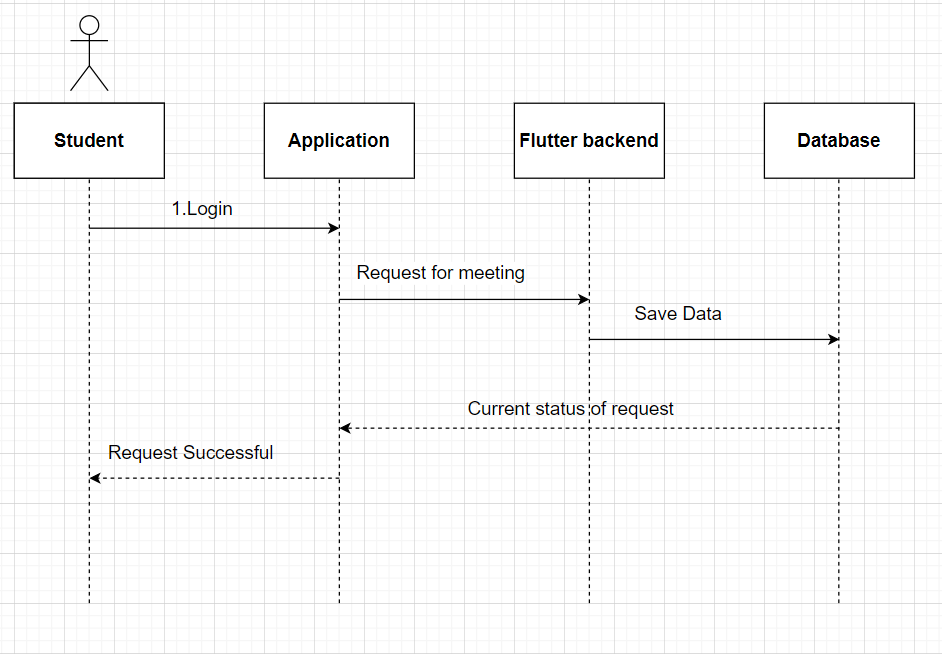 Student
Application
Flutter backend
Database
1.Login
Request for meeting
Save Data
Current status of request
Request Successful